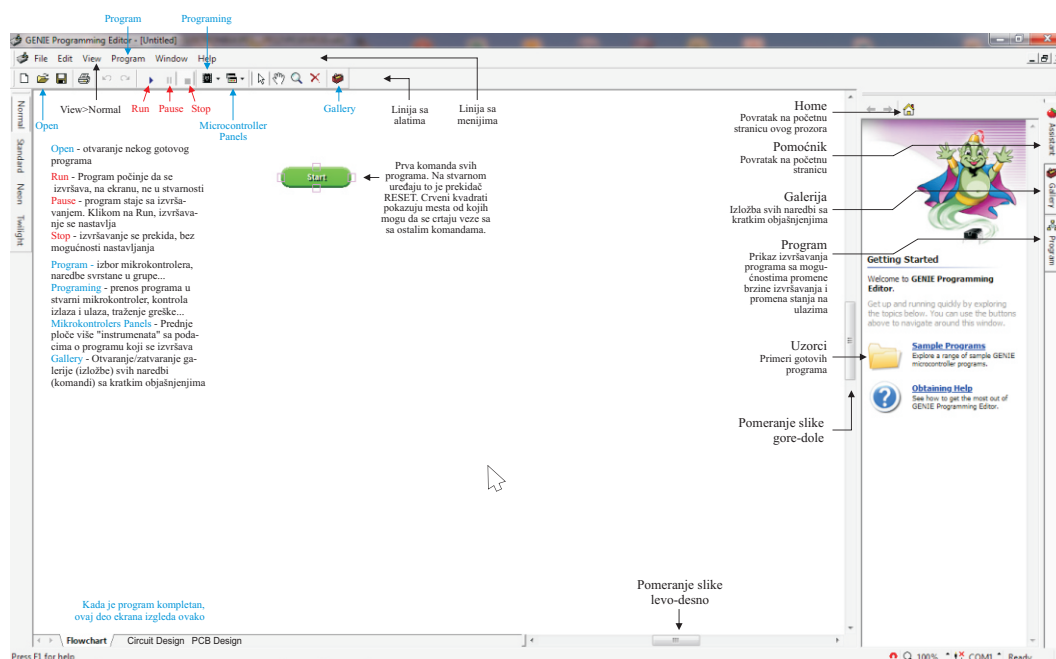 Program
Programing
GENIE Programming Editor - [Untitled]
File Edit View Program Window Help
View>Normal
Run
Pause
Stop
Open
Microcontroller
Panels
Gallery
Linija sa
alatima
Linija sa
menijima
Normal
Standard
Neon
Twilight
Open - otvaranje nekog gotovog
programa
Run - Program počinje da se
izvršava, na ekranu, ne u stvarnosti
Pause - program staje sa izvrša-
vanjem. Klikom na Run, izvršava-
nje se nastavlja
Stop - izvršavanje se prekida, bez
mogućnosti nastavljanja
Program - izbor mikrokontrolera,
naredbe svrstane u grupe...
Programing - prenos programa u
stvarni mikrokontroler, kontrola
izlaza i ulaza, traženje greške...
Mikrokontrolers Panels - Prednje
ploče više "instrumenata" sa poda-
cima o programu koji se izvršava
Gallery - Otvaranje/zatvaranje ga-
lerije (izložbe) svih naredbi
(komandi) sa kratkim objašnjenjima
Start
Prva komanda svih
programa. Na stvarnom
uređaju to je prekidač
RESET. Crveni kvadrati
pokazuju mesta od kojih
mogu da se crtaju veze sa
sa ostalim komandama.
Home
Povratak na početnu
stranicu ovog prozora
Pomoćnik
Povratak na početnu
stranicu
Galerija
Izložba svih naredbi sa
kratkim objašnjenjima
Program
Prikaz izvršavanja
programa sa mogu-
ćnostima promene
brzine izvršavanja i
promena stanja na
ulazima
Uzorci
Primeri gotovih
programa
Pomeranje slike
gore-dole
Pomeranje slike
levo-desno
Getting Started
Welcome to GENIE Programming
Editor.
Get up and running quickly by exploring
the topics below. You can use the buttons
above to navigate around this window.
Sample Programs
Explore a range of sample GENIE
microcontroller programs.
Obtaining Help
See how to get the most out of
GENIE Programming Editor.
Assistant
Gallery
Program
Kada je program kompletan,
ovaj deo ekrana izgleda ovako
Flowchart Circuit Design PCB Design
Press F1 for help.
100% COM1 Ready